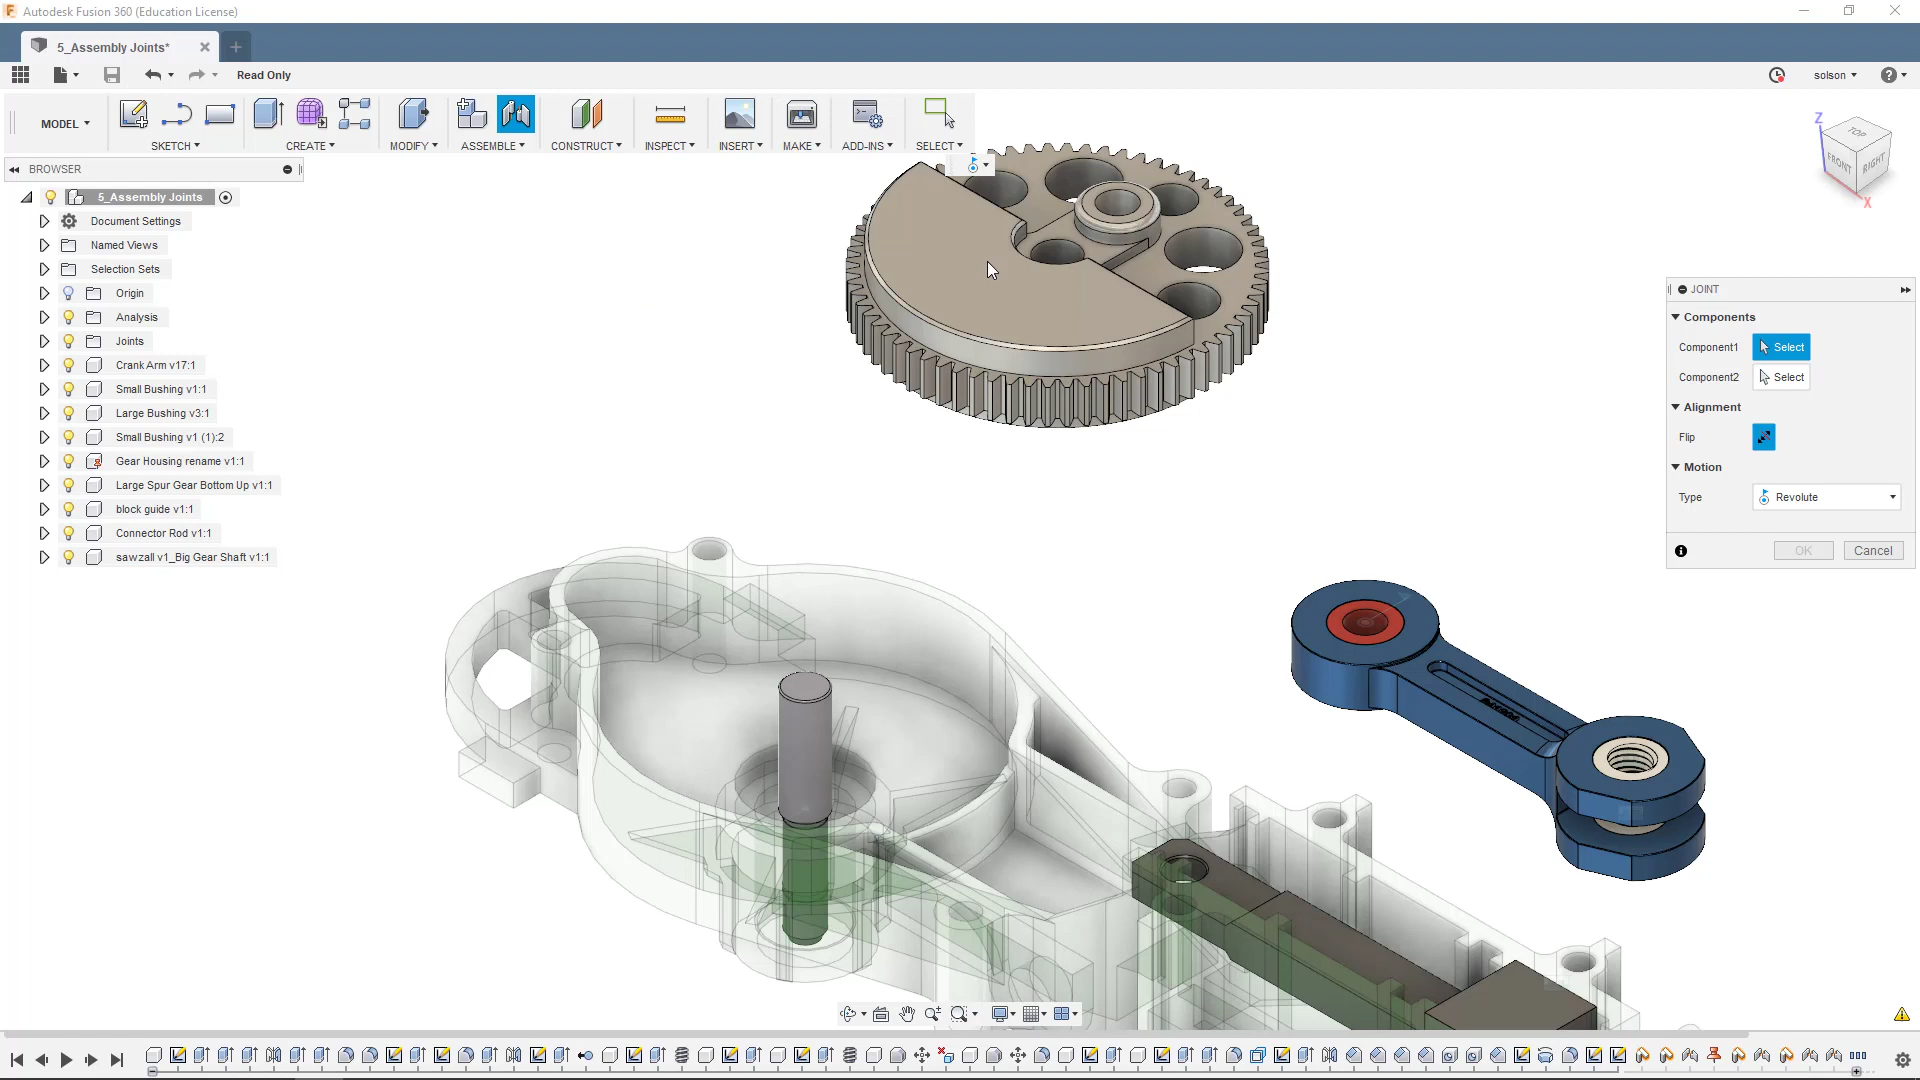 Autodesk Fusion 360 (Education License)
5_Assembly Joints*
Read Only
solson
MODEL
SKETCH
CREATE
MODIFY
ASSEMBLE
CONSTRUCT
INSPECT
INSERT
MAKE
ADD-INS
SELECT
Z
TOP
FRONT
RIGHT
X
BROWSER
5_Assembly Joints
Document Settings
Named Views
Selection Sets
Origin
Analysis
Joints
Crank Arm v17:1
Small Bushing v1:1
Large Bushing v3:1
Small Bushing v1 (1):2
Gear Housing rename v1:1
Large Spur Gear Bottom Up v1:1
block guide v1:1
Connector Rod v1:1
sawzall v1_Big Gear Shaft v1:1
JOINT
Components
Component1 Select
Component2 Select
Alignment
Flip
Motion
Type Revolute
OK Cancel